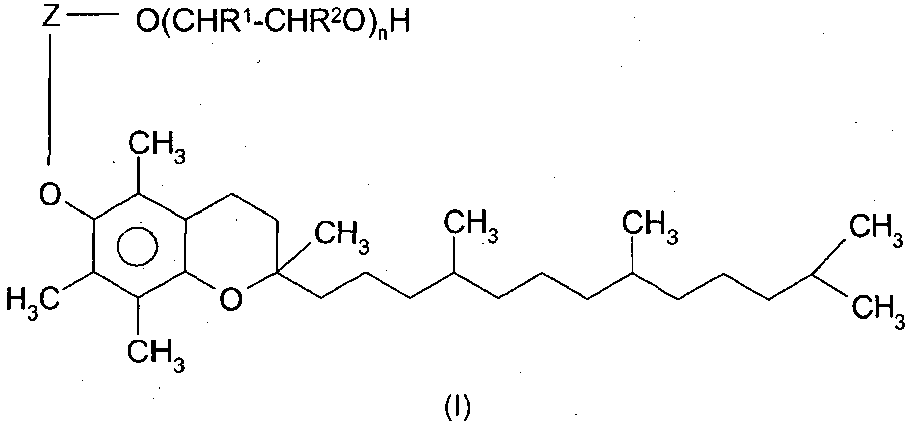 Z — O(CHR¹-CHR²O)ₙH
CH₃
O
CH₃ CH₃ CH₃ CH₃
H₃C O CH₃
CH₃
(I)